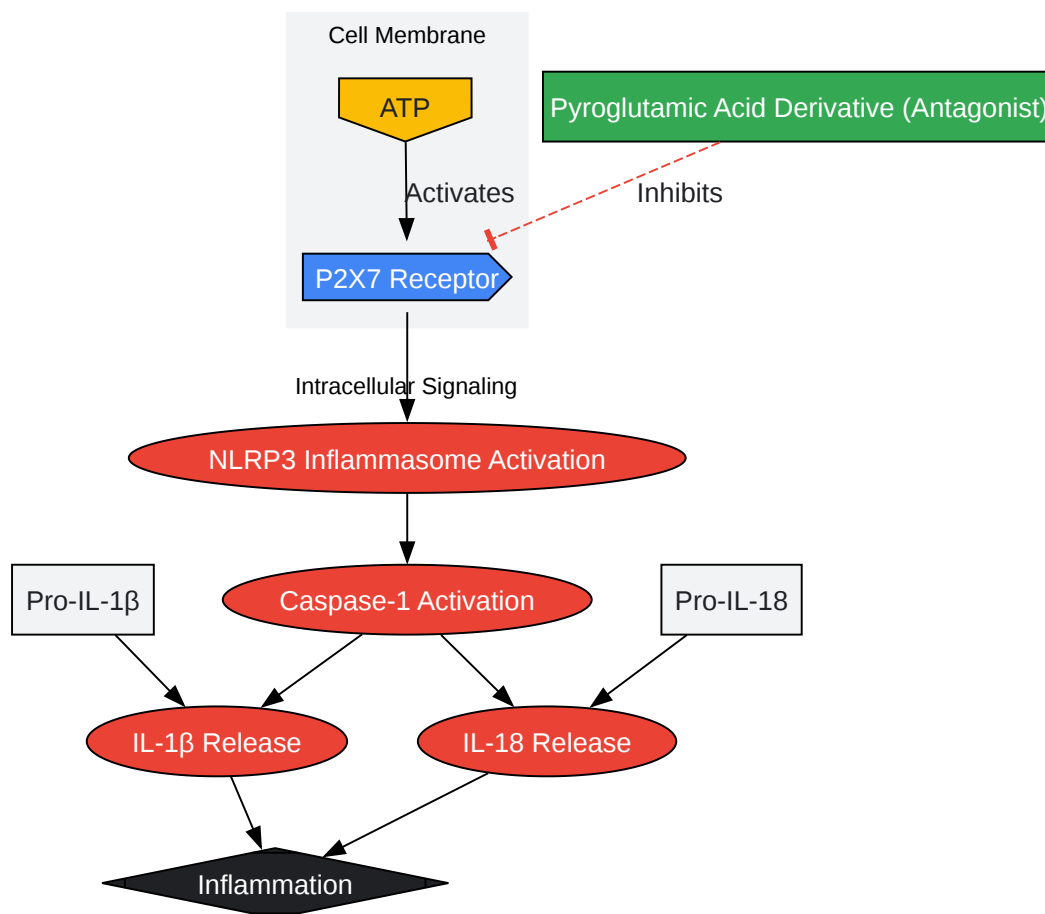 Cell Membrane
ATP
Pyroglutamic Acid Derivative (Antagonist)
Activates
Inhibits
P2X7 Receptor
Intracellular Signaling
NLRP3 Inflammasome Activation
Pro-IL-1β
Caspase-1 Activation
Pro-IL-18
IL-1β Release
IL-18 Release
Inflammation